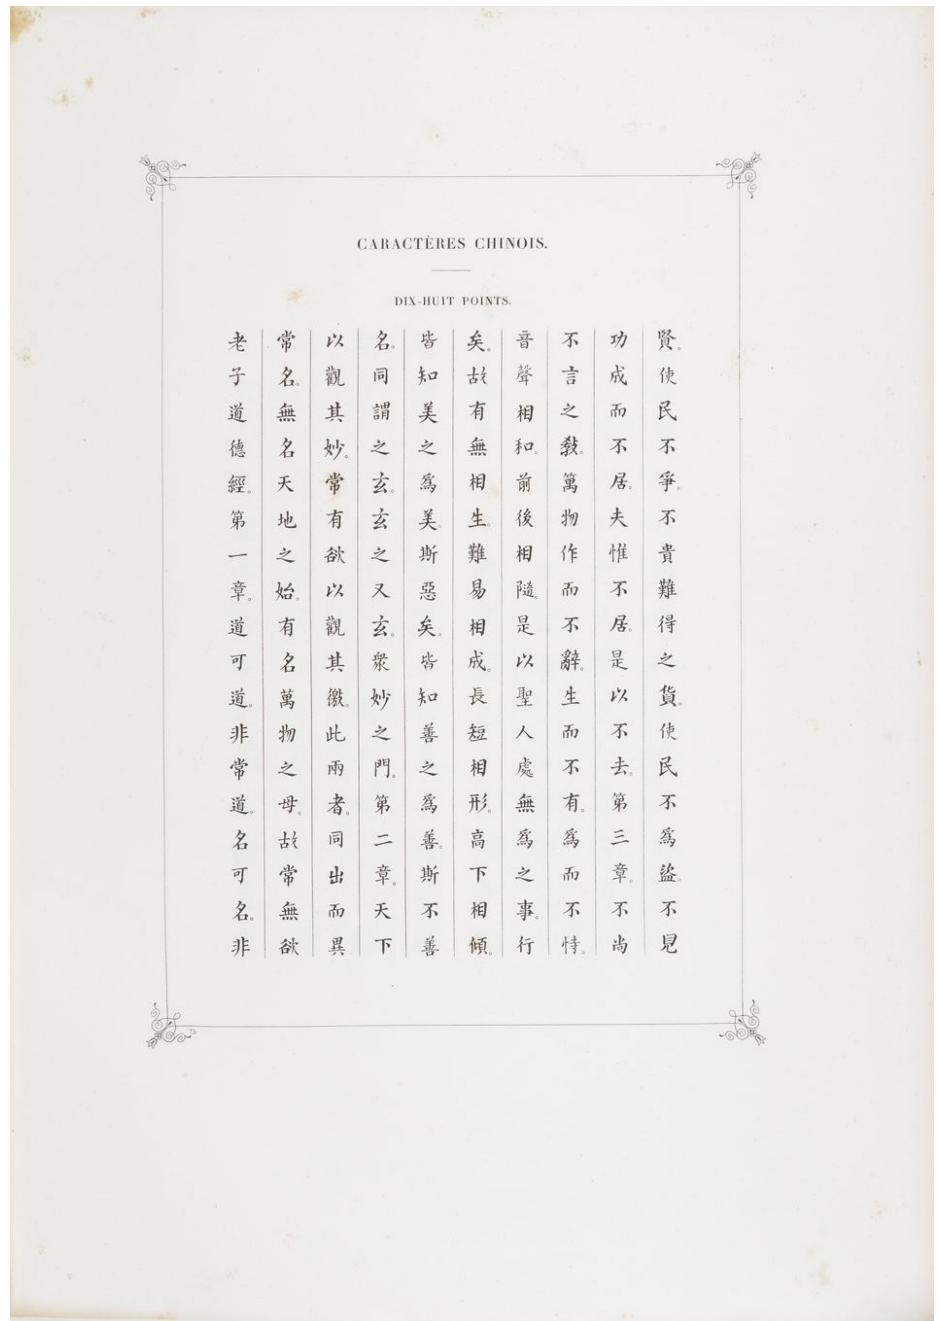 CARACTÈRES CHINOIS.
DIX-HUIT POINTS.
老子道德經。第一章。道可道。非常道。名可名。非
常名。無名天地之始。有名萬物之母。故常無欲
以觀其妙。常有欲以觀其徼。此兩者。同出而異
名。同謂之玄。玄之又玄。衆妙之門。第二章。天下
皆知美之爲美。斯惡矣。皆知善之爲善。斯不善
矣。故有無相生。難易相成。長短相形。高下相傾。
音聲相和。前後相隨。是以聖人處無爲之事。行
不言之敎。萬物作而不辭。生而不有。爲而不恃。
功成而不居。夫惟不居。是以不去。第三章。不尚
賢。使民不爭。不貴難得之貨。使民不爲盜。不見